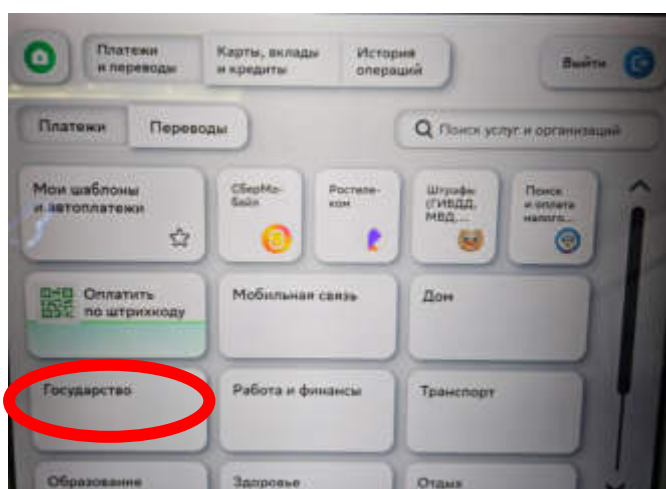 Платежи
и переводы
Карты, вклады
и кредиты
История
операций
Выйти
Платежи
Переводы
Поиск услуг и организаций
Мои шаблоны
и автоплатежи
СберМо-
байл
Ростеле-
ком
Штрафы
(ГИБДД,
МВД,...
Поиск
и оплата
налого...
Оплатить
по штрихкоду
Мобильная связь
Дом
Государство
Работа и финансы
Транспорт
Образование
Здоровье
Отдых